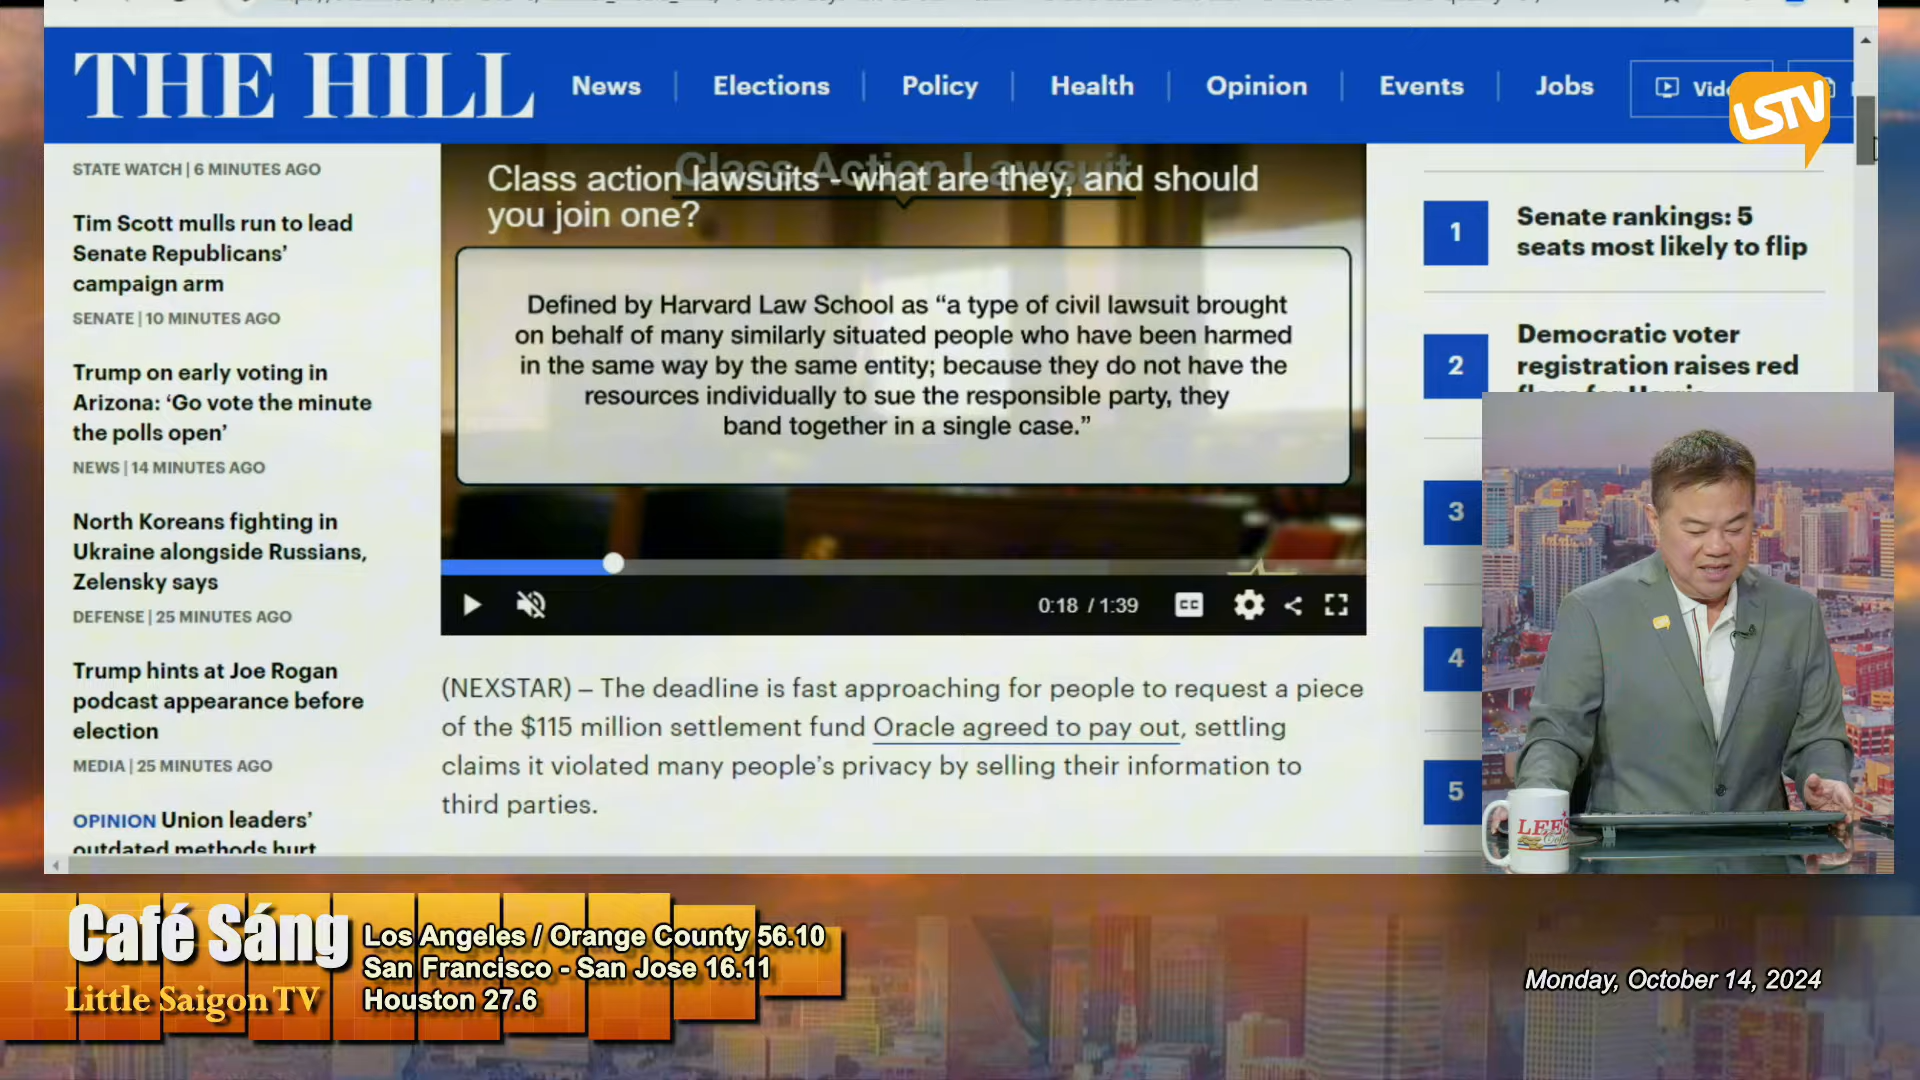 THE HILL
News
Elections
Policy
Health
Opinion
Events
Jobs
LSTV
STATE WATCH | 6 MINUTES AGO
Tim Scott mulls run to lead
Senate Republicans’
campaign arm
SENATE | 10 MINUTES AGO
Trump on early voting in
Arizona: ‘Go vote the minute
the polls open’
NEWS | 14 MINUTES AGO
North Koreans fighting in
Ukraine alongside Russians,
Zelensky says
DEFENSE | 25 MINUTES AGO
Trump hints at Joe Rogan
podcast appearance before
election
MEDIA | 25 MINUTES AGO
OPINION Union leaders’
outdated methods hurt
Class Action Lawsuit
Class action lawsuits - what are they, and should
you join one?
Defined by Harvard Law School as “a type of civil lawsuit brought
on behalf of many similarly situated people who have been harmed
in the same way by the same entity; because they do not have the
resources individually to sue the responsible party, they
band together in a single case.”
0:18 / 1:39
CC
(NEXSTAR) – The deadline is fast approaching for people to request a piece
of the $115 million settlement fund Oracle agreed to pay out, settling
claims it violated many people’s privacy by selling their information to
third parties.
1
Senate rankings: 5
seats most likely to flip
2
Democratic voter
registration raises red
3
4
5
LEE'S
Café Sáng
Little Saigon TV
Los Angeles / Orange County 56.10
San Francisco - San Jose 16.11
Houston 27.6
Monday, October 14, 2024